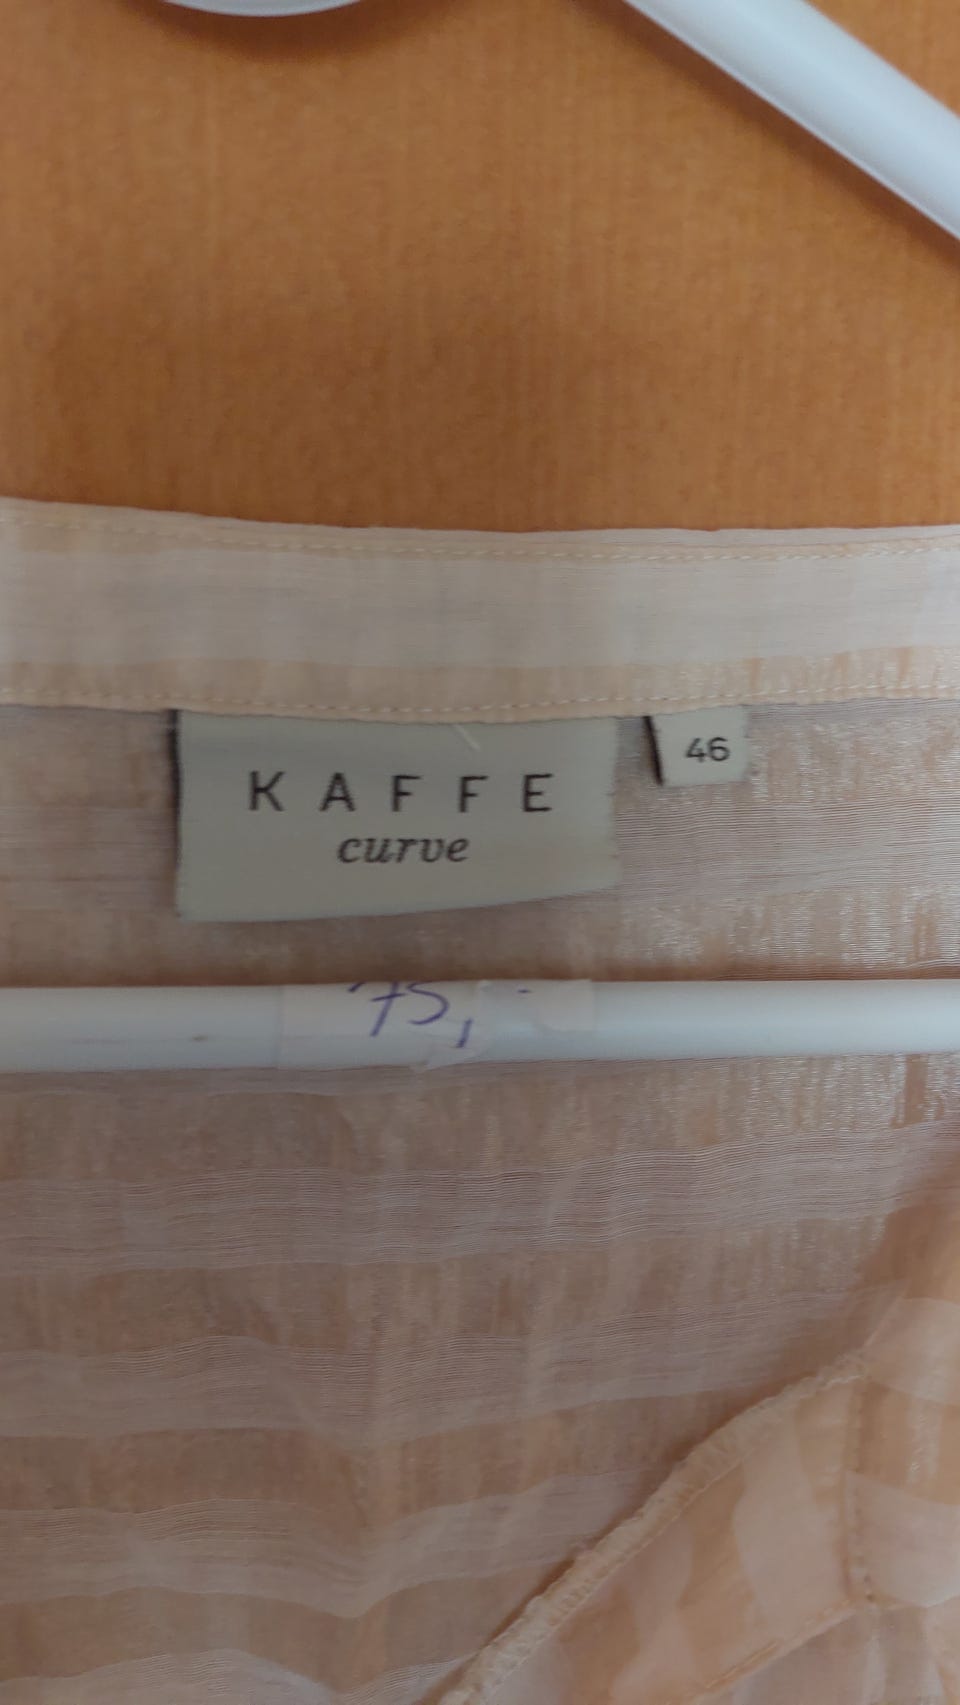 KAFFE
curve
46
75,-